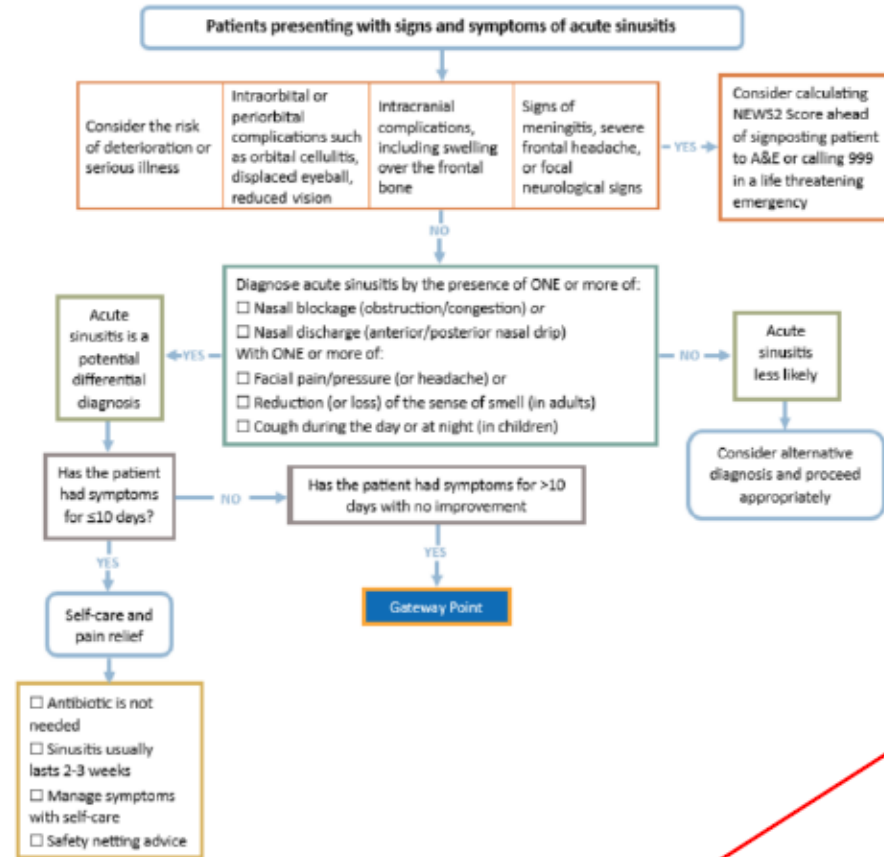 Patients presenting with signs and symptoms of acute sinusitis
Consider the risk
of deterioration or
serious illness
Intraorbital or
periorbital
complications such
as orbital cellulitis,
displaced eyeball,
reduced vision
Intracranial
complications,
including swelling
over the frontal
bone
Signs of
meningitis, severe
frontal headache,
or focal
neurological signs
YES
Consider calculating
NEWS2 Score ahead
of signposting patient
to A&E or calling 999
in a life threatening
emergency
NO
Diagnose acute sinusitis by the presence of ONE or more of:
☐ Nasall blockage (obstruction/congestion) or
☐ Nasal discharge (anterior/posterior nasal drip)
With ONE or more of:
☐ Facial pain/pressure (or headache) or
☐ Reduction (or loss) of the sense of smell (in adults)
☐ Cough during the day or at night (in children)
YES
Acute
sinusitis is a
potential
differential
diagnosis
NO
Acute
sinusitis
less likely
Consider alternative
diagnosis and proceed
appropriately
Has the patient
had symptoms
for ≤10 days?
NO
Has the patient had symptoms for >10
days with no improvement
YES
YES
Gateway Point
Self-care and
pain relief
☐ Antibiotic is not
needed
☐ Sinusitis usually
lasts 2-3 weeks
☐ Manage symptoms
with self-care
☐ Safety netting advice